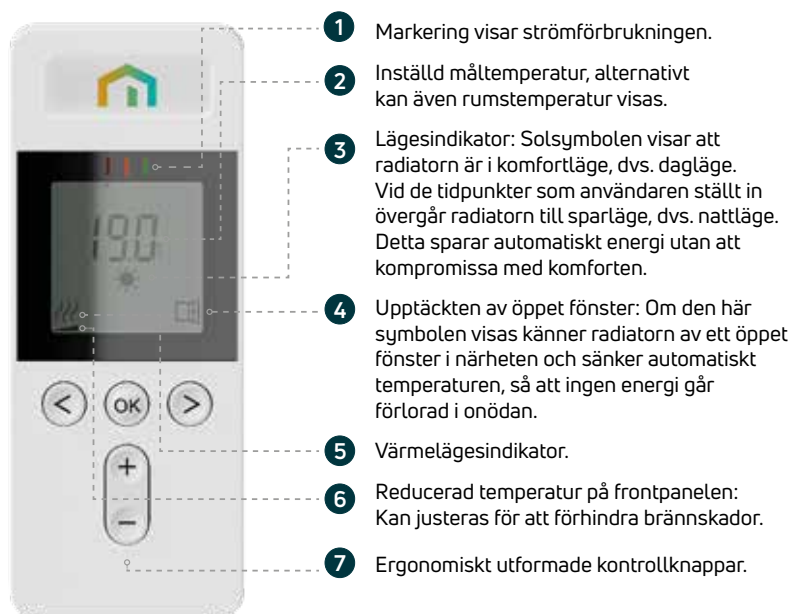 1 Markering visar strömförbrukningen.
2 Inställd måltemperatur, alternativt
kan även rumstemperatur visas.
3 Lägesindikator: Solsymbolen visar att
radiatorn är i komfortläge, dvs. dagläge.
Vid de tidpunkter som användaren ställt in
övergår radiatorn till sparläge, dvs. nattläge.
Detta sparar automatiskt energi utan att
kompromissa med komforten.
4 Upptäckten av öppet fönster: Om den här
symbolen visas känner radiatorn av ett öppet
fönster i närheten och sänker automatiskt
temperaturen, så att ingen energi går
förlorad i onödan.
5 Värmelägesindikator.
6 Reducerad temperatur på frontpanelen:
Kan justeras för att förhindra brännskador.
7 Ergonomiskt utformade kontrollknappar.
19.0
< OK >
+
−